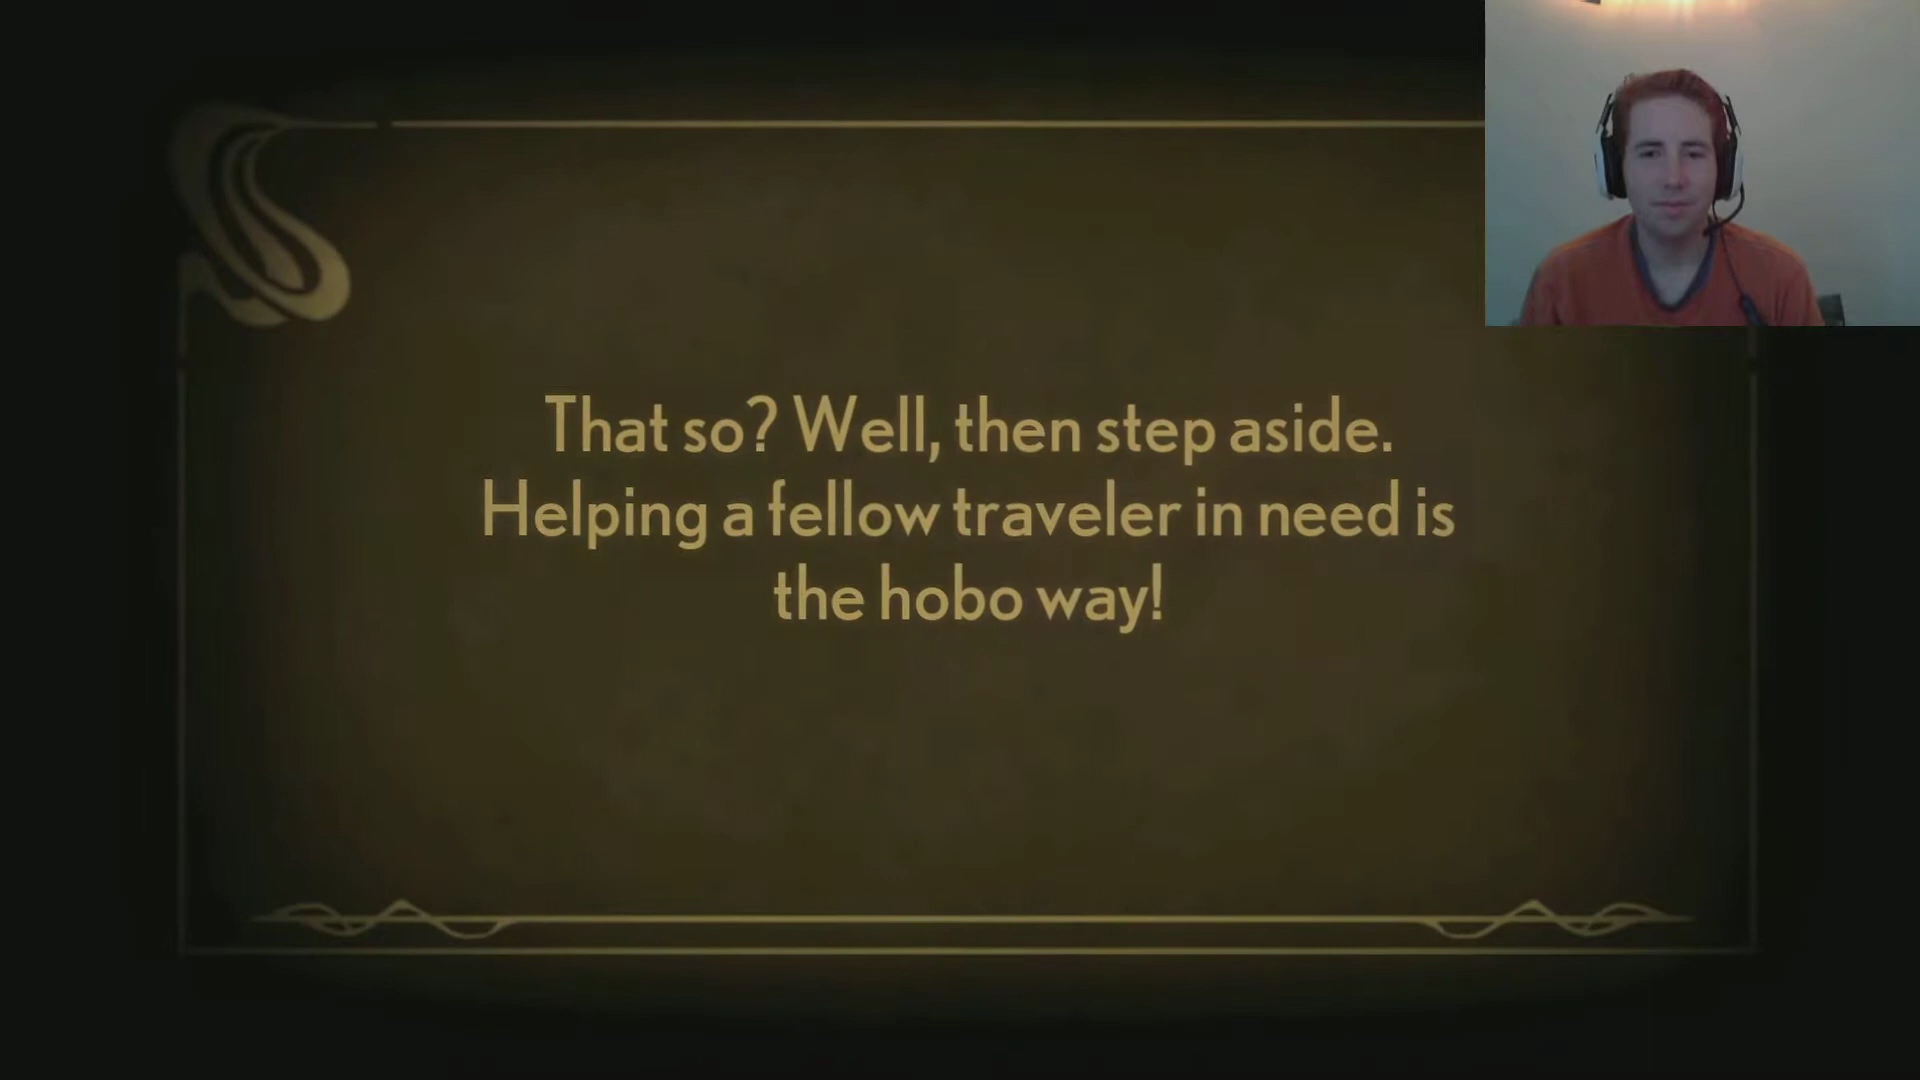 That so? Well, then step aside.
Helping a fellow traveler in need is
the hobo way!